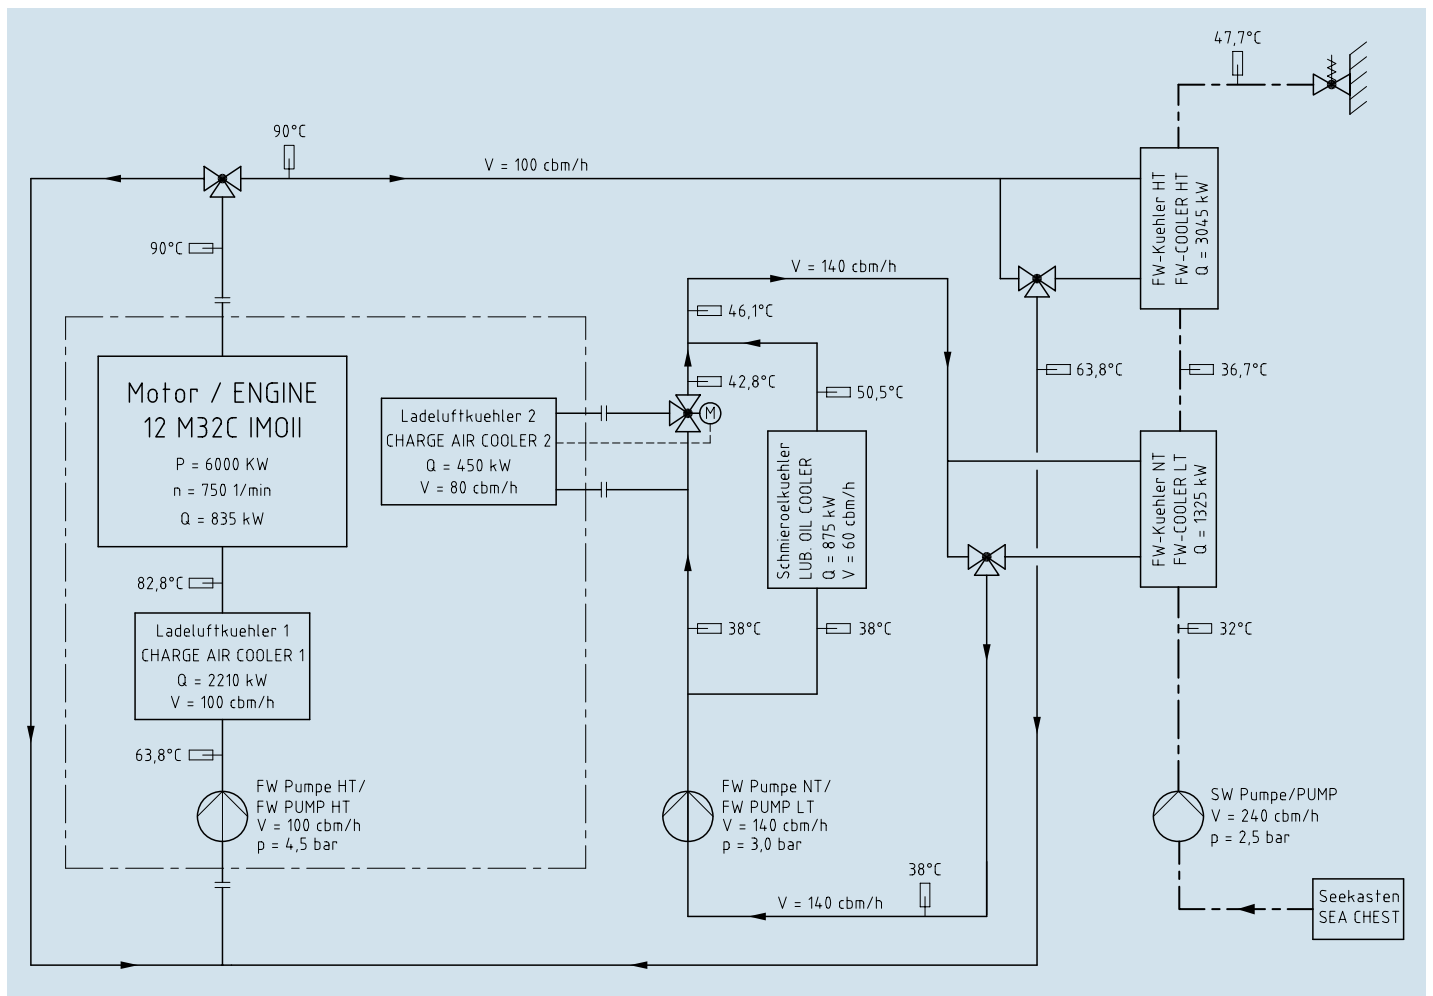 47,7°C
90°C
V = 100 cbm/h
90°C
FW-Kuehler HT
FW-COOLER HT
Q = 3045 kW
V = 140 cbm/h
46,1°C
42,8°C
50,5°C
63,8°C
36,7°C
Motor / ENGINE
12 M32C IMOII
P = 6000 KW
n = 750 1/min
Q = 835 kW
Ladeluftkuehler 2
CHARGE AIR COOLER 2
Q = 450 kW
V = 80 cbm/h
M
Schmieroelkuehler
LUB. OIL COOLER
Q = 875 kW
V = 60 cbm/h
FW-Kuehler NT
FW-COOLER LT
Q = 1325 kW
82,8°C
Ladeluftkuehler 1
CHARGE AIR COOLER 1
Q = 2210 kW
V = 100 cbm/h
38°C
38°C
32°C
63,8°C
FW Pumpe HT/
FW PUMP HT
V = 100 cbm/h
p = 4,5 bar
FW Pumpe NT/
FW PUMP LT
V = 140 cbm/h
p = 3,0 bar
SW Pumpe/PUMP
V = 240 cbm/h
p = 2,5 bar
38°C
V = 140 cbm/h
Seekasten
SEA CHEST